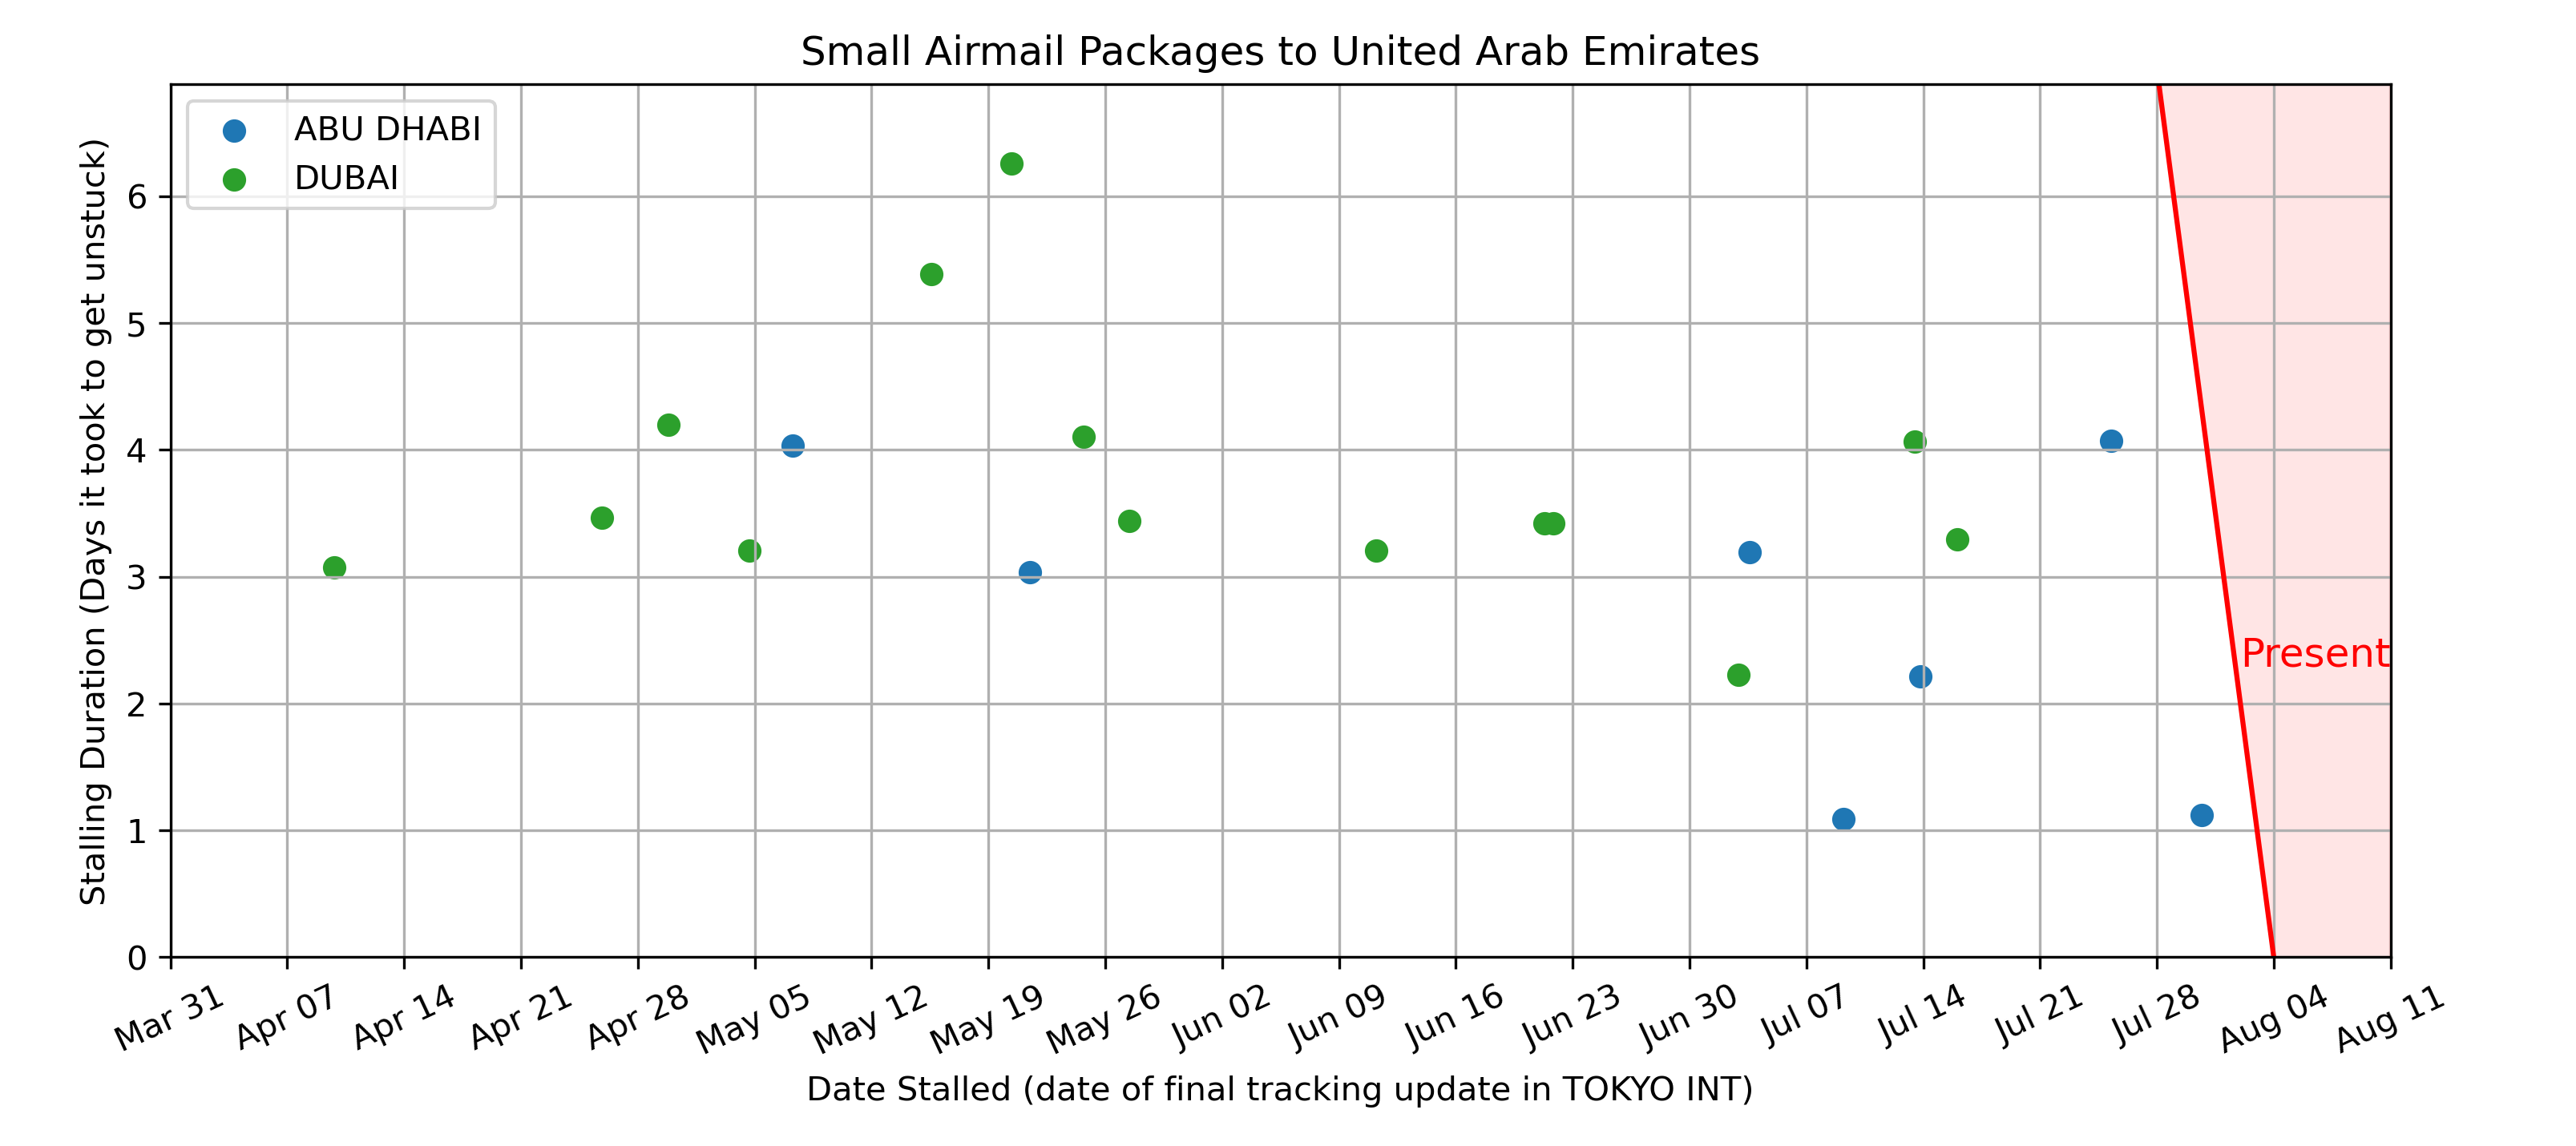 Small Airmail Packages to United Arab Emirates
ABU DHABI
DUBAI
Stalling Duration (Days it took to get unstuck)
6
5
4
3
2
1
0
Present
Mar 31
Apr 07
Apr 14
Apr 21
Apr 28
May 05
May 12
May 19
May 26
Jun 02
Jun 09
Jun 16
Jun 23
Jun 30
Jul 07
Jul 14
Jul 21
Jul 28
Aug 04
Aug 11
Date Stalled (date of final tracking update in TOKYO INT)